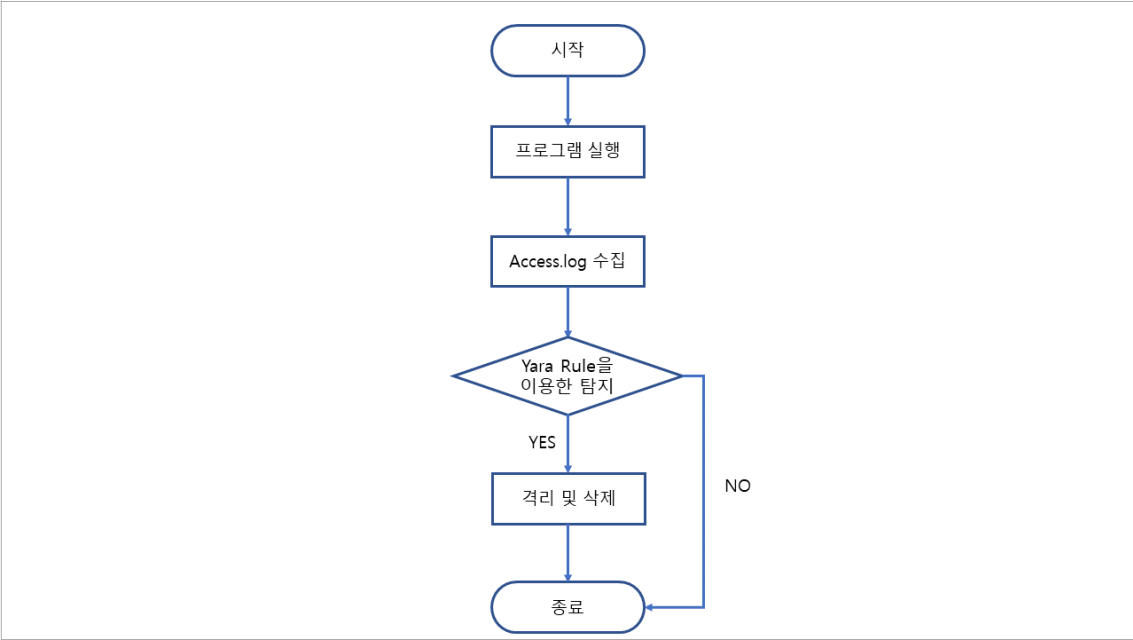 시작
프로그램 실행
Access.log 수집
Yara Rule을
이용한 탐지
YES
NO
격리 및 삭제
종료